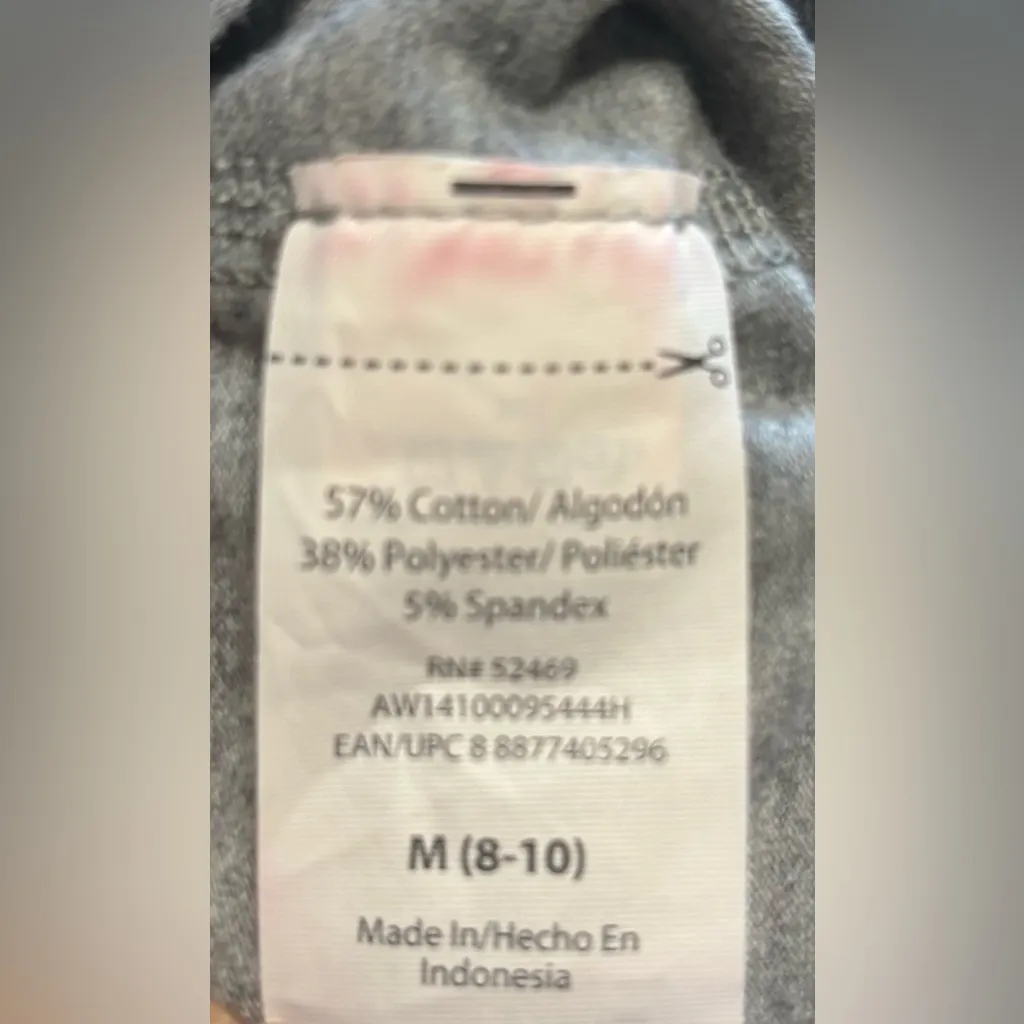 57% Cotton/ Algodón
38% Polyester/ Poliéster
5% Spandex
RN# 52469
AW14100095444H
EAN/UPC 8 8877405296
M (8-10)
Made In/Hecho En
Indonesia